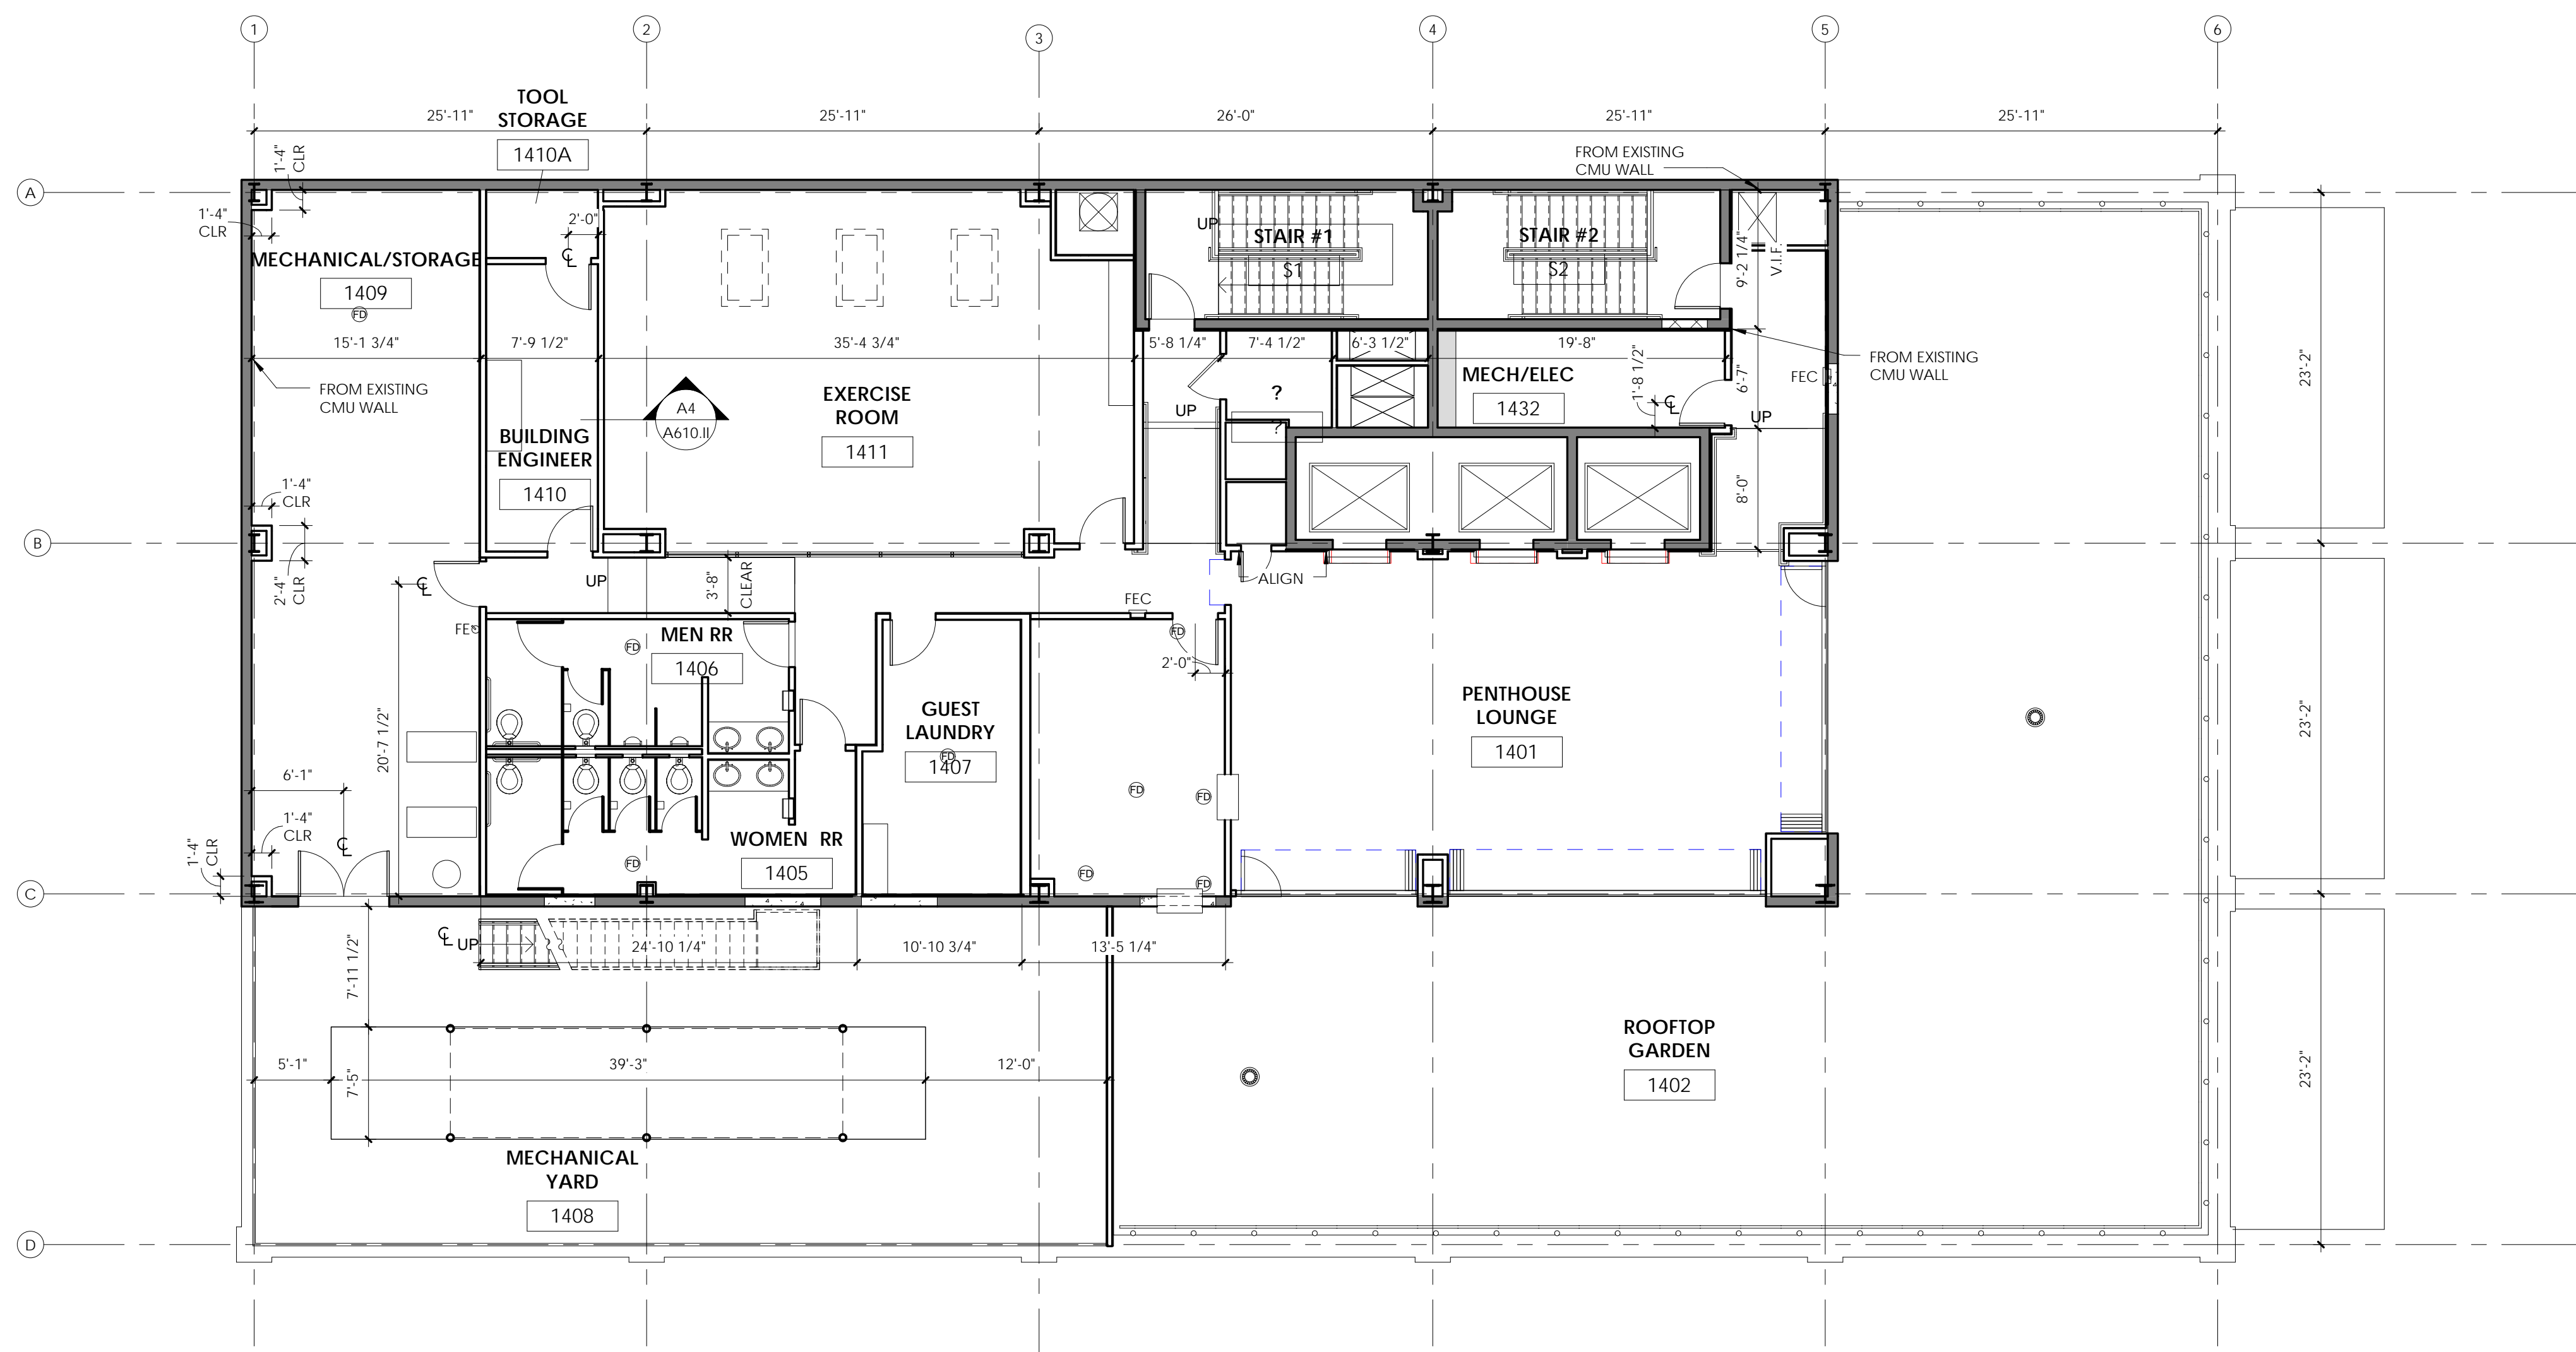 1
2
3
4
5
6
TOOL
STORAGE
1410A
25'-11"
25'-11"
26'-0"
25'-11"
25'-11"
1'-4"
CLR
FROM EXISTING
CMU WALL
A
1'-4"
CLR
2'-0"
℄
UP
STAIR #1
S1
STAIR #2
S2
9'-2 1/4"
V.I.F.
MECHANICAL/STORAGE
1409
FD
15'-1 3/4"
7'-9 1/2"
35'-4 3/4"
5'-8 1/4"
7'-4 1/2"
6'-3 1/2"
19'-8"
23'-2"
FROM EXISTING
CMU WALL
FROM EXISTING
CMU WALL
FEC
A4
A610.II
EXERCISE
ROOM
1411
?
?
UP
MECH/ELEC
1432
1'-8 1/2"
℄
6'-7"
UP
BUILDING
ENGINEER
1410
1'-4"
CLR
8'-0"
B
2'-4"
CLR
℄
UP
3'-8"
CLEAR
ALIGN
FEC
FE
MEN RR
1406
FD
FD
2'-0"
20'-7 1/2"
GUEST
LAUNDRY
1407
FD
PENTHOUSE
LOUNGE
1401
23'-2"
6'-1"
℄
FD
FD
1'-4"
CLR
1'-4"
CLR
WOMEN RR
1405
FD
FD
FD
C
℄
UP
24'-10 1/4"
10'-10 3/4"
13'-5 1/4"
7'-11 1/2"
5'-1"
7'-5"
39'-3"
12'-0"
ROOFTOP
GARDEN
1402
23'-2"
MECHANICAL
YARD
1408
D